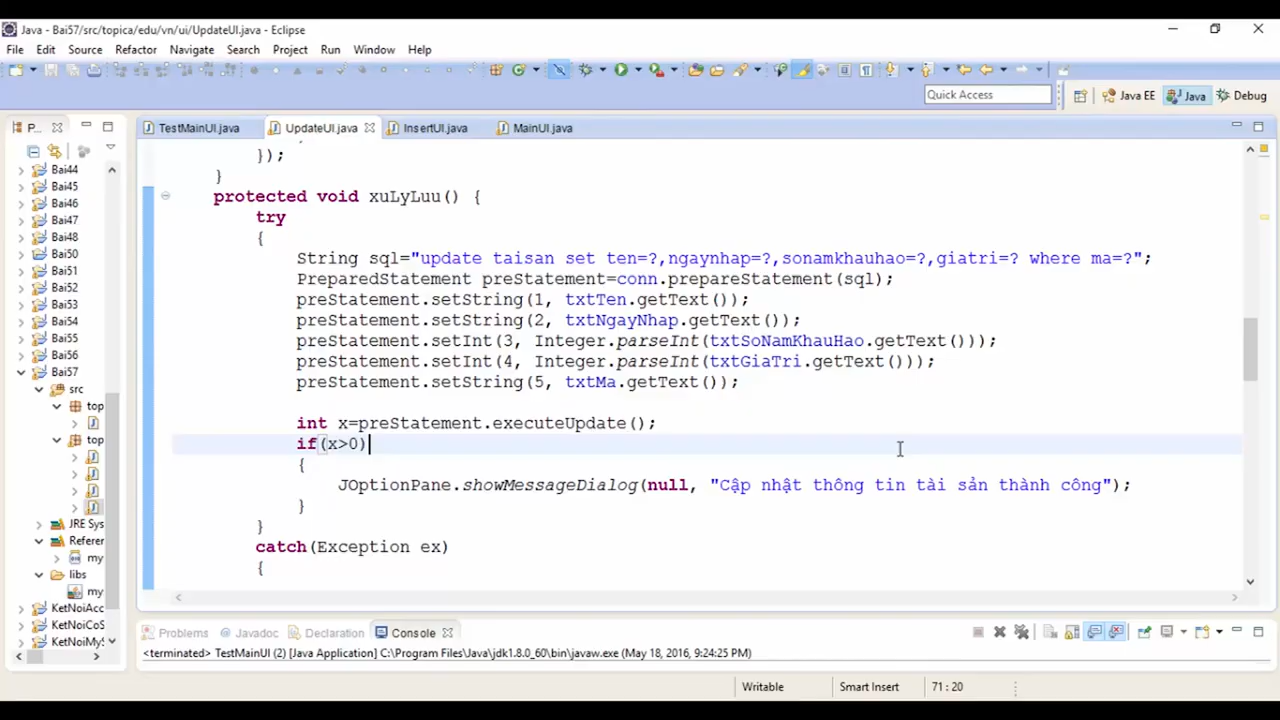 Java - Bai57/src/topica/edu/vn/ui/UpdateUI.java - Eclipse
File Edit Source Refactor Navigate Search Project Run Window Help
Quick Access
Java EE
Java
Debug
P...
TestMainUI.java
UpdateUI.java
InsertUI.java
MainUI.java
Bai44
Bai45
Bai46
Bai47
Bai48
Bai50
Bai51
Bai52
Bai53
Bai54
Bai55
Bai56
Bai57
src
top
top
JRE Sys
Referer
my
libs
my
KetNoiAcc
KetNoiCoS
KetNoiMyS
});
}
protected void xuLyLuu() {
try
{
String sql="update taisan set ten=?,ngaynhap=?,sonamkhauhao=?,giatri=? where ma=?";
PreparedStatement preStatement=conn.prepareStatement(sql);
preStatement.setString(1, txtTen.getText());
preStatement.setString(2, txtNgayNhap.getText());
preStatement.setInt(3, Integer.parseInt(txtSoNamKhauHao.getText()));
preStatement.setInt(4, Integer.parseInt(txtGiaTri.getText()));
preStatement.setString(5, txtMa.getText());
int x=preStatement.executeUpdate();
if(x>0)
{
JOptionPane.showMessageDialog(null, "Cập nhật thông tin tài sản thành công");
}
}
catch(Exception ex)
{
Problems
Javadoc
Declaration
Console
<terminated> TestMainUI (2) [Java Application] C:\Program Files\Java\jdk1.8.0_60\bin\javaw.exe (May 18, 2016, 9:24:25 PM)
Writable
Smart Insert
71 : 20